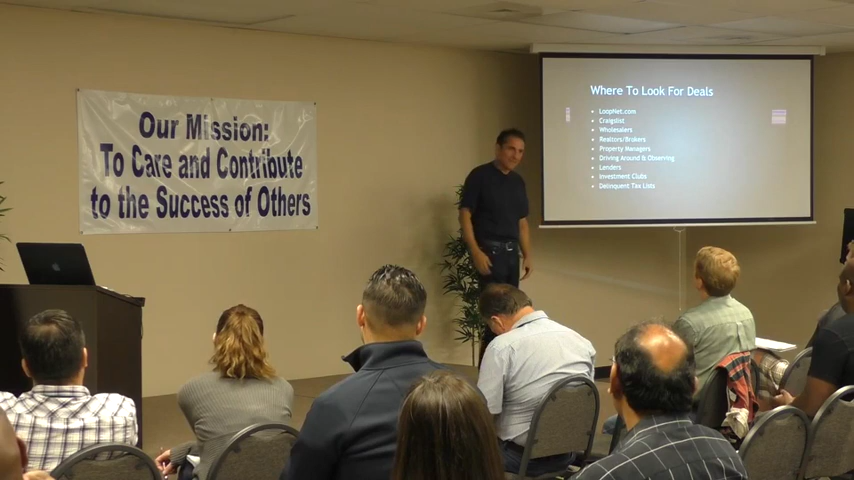 Our Mission:
To Care and Contribute
to the Success of Others
Where To Look For Deals
LoopNet.com
Craigslist
Wholesalers
Realtors/Brokers
Property Managers
Driving Around & Observing
Lenders
Investment Clubs
Delinquent Tax Lists